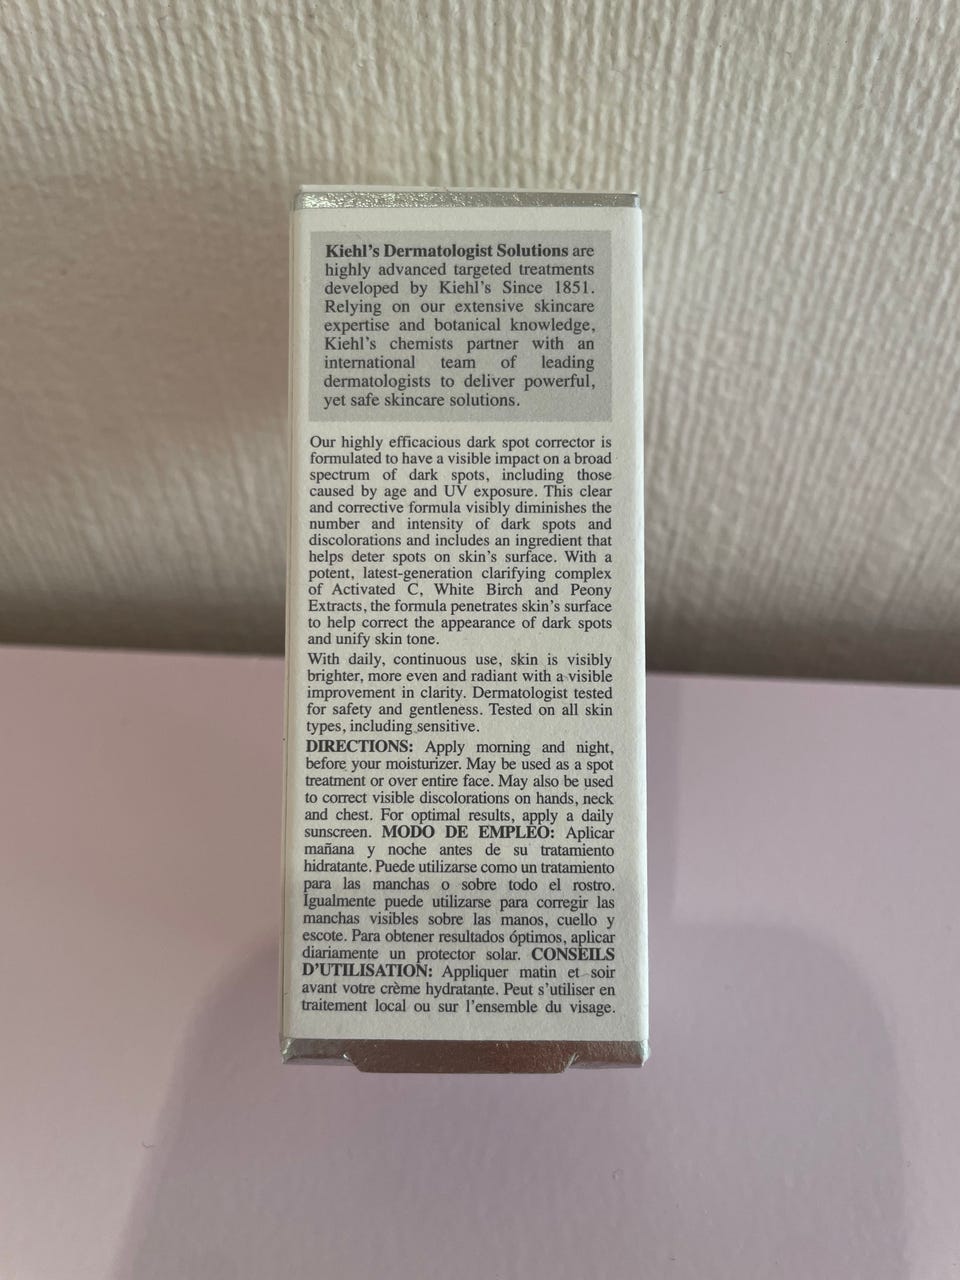 Kiehl's Dermatologist Solutions are
highly advanced targeted treatments
developed by Kiehl's Since 1851.
Relying on our extensive skincare
expertise and botanical knowledge,
Kiehl's chemists partner with an
international team of leading
dermatologists to deliver powerful,
yet safe skincare solutions.
Our highly efficacious dark spot corrector is
formulated to have a visible impact on a broad
spectrum of dark spots, including those
caused by age and UV exposure. This clear
and corrective formula visibly diminishes the
number and intensity of dark spots and
discolorations and includes an ingredient that
helps deter spots on skin's surface. With a
potent, latest-generation clarifying complex
of Activated C, White Birch and Peony
Extracts, the formula penetrates skin's surface
to help correct the appearance of dark spots
and unify skin tone.
With daily, continuous use, skin is visibly
brighter, more even and radiant with a visible
improvement in clarity. Dermatologist tested
for safety and gentleness. Tested on all skin
types, including sensitive.
DIRECTIONS: Apply morning and night,
before your moisturizer. May be used as a spot
treatment or over entire face. May also be used
to correct visible discolorations on hands, neck
and chest. For optimal results, apply a daily
sunscreen. MODO DE EMPLEO: Aplicar
mañana y noche antes de su tratamiento
hidratante. Puede utilizarse como un tratamiento
para las manchas o sobre todo el rostro.
Igualmente puede utilizarse para corregir las
manchas visibles sobre las manos, cuello y
escote. Para obtener resultados óptimos, aplicar
diariamente un protector solar. CONSEILS
D'UTILISATION: Appliquer matin et soir
avant votre crème hydratante. Peut s'utiliser en
traitement local ou sur l'ensemble du visage.